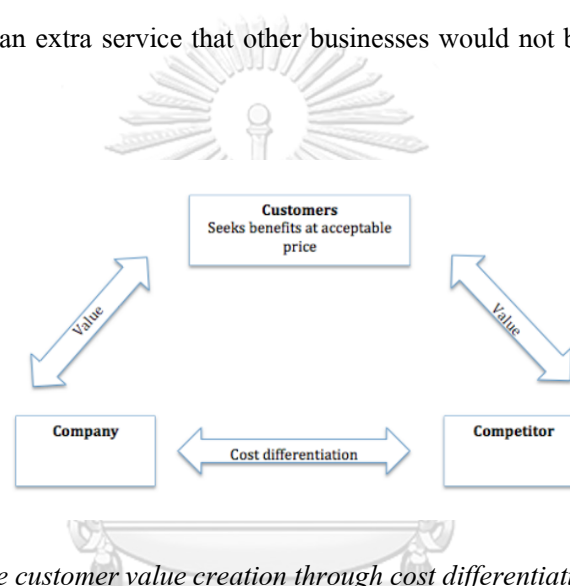 an extra service that other businesses would not b
Customers
Seeks benefits at acceptable
price
Value
Value
Company
Cost differentiation
Competitor
customer value creation through cost differentiati